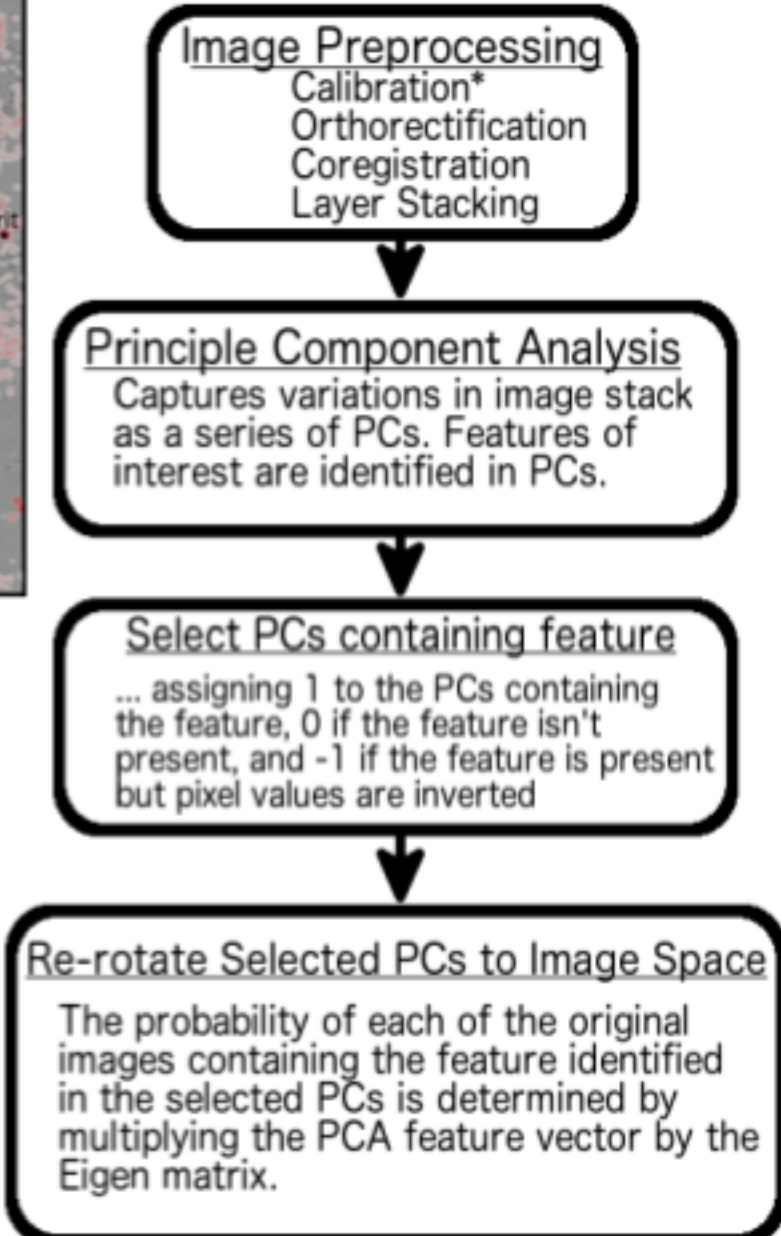 Image Preprocessing
Calibration*
Orthorectification
Coregistration
Layer Stacking
Principle Component Analysis
Captures variations in image stack
as a series of PCs. Features of
interest are identified in PCs.
Select PCs containing feature
... assigning 1 to the PCs containing
the feature, 0 if the feature isn't
present, and -1 if the feature is present
but pixel values are inverted
Re-rotate Selected PCs to Image Space
The probability of each of the original
images containing the feature identified
in the selected PCs is determined by
multiplying the PCA feature vector by the
Eigen matrix.